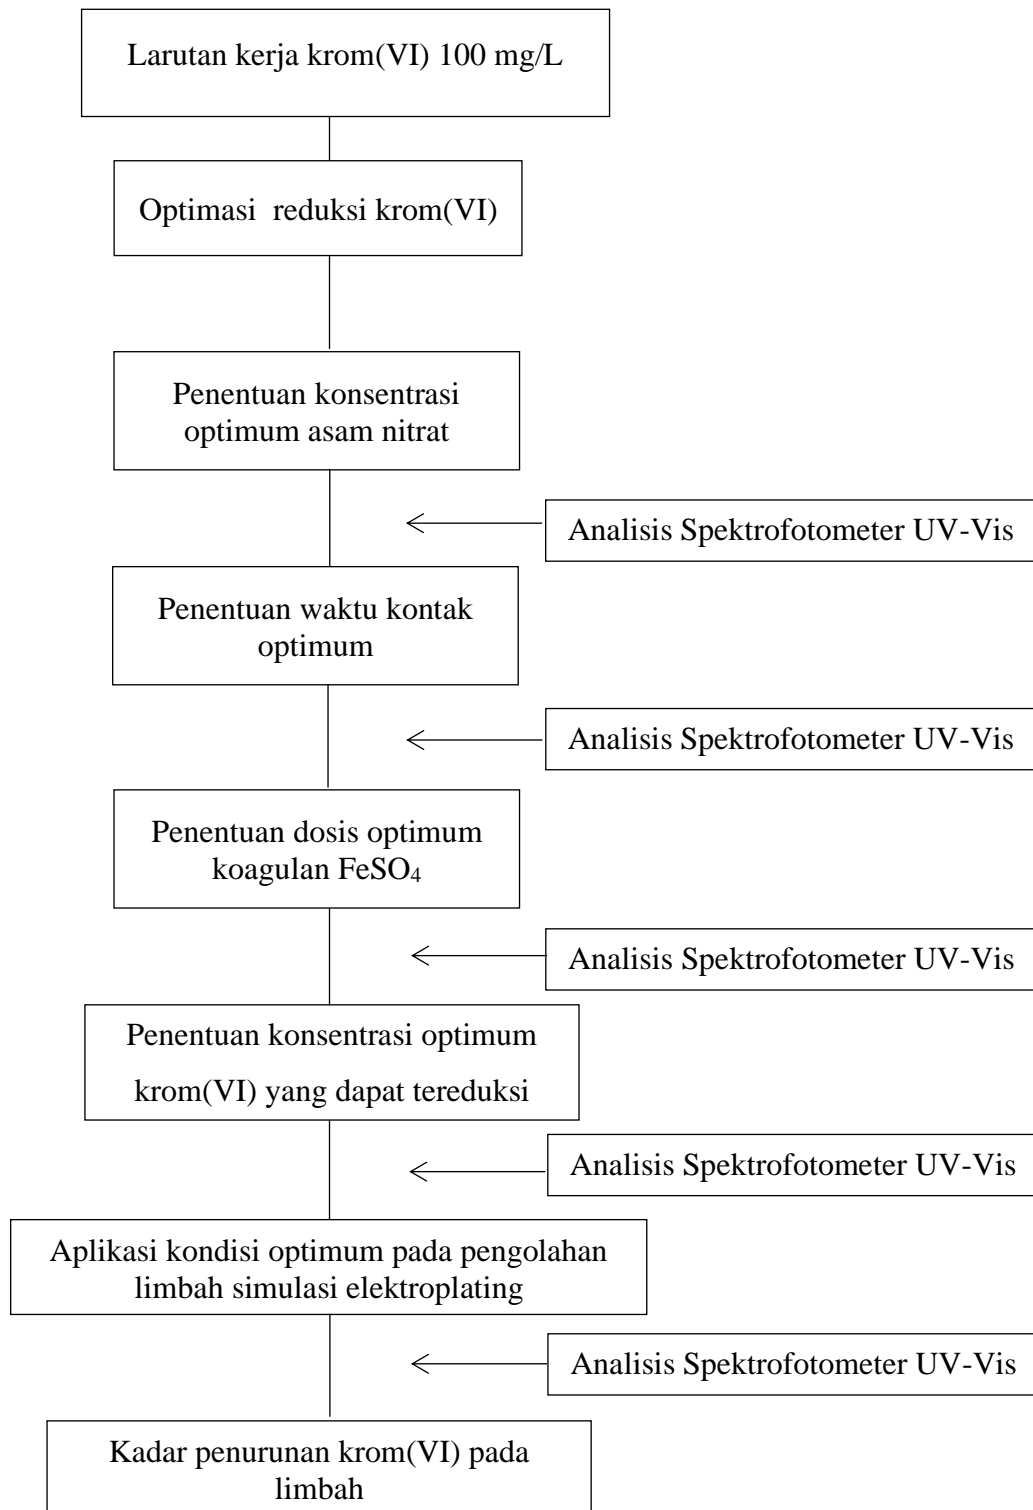 Larutan kerja krom(VI) 100 mg/L
Optimasi reduksi krom(VI)
Penentuan konsentrasi
optimum asam nitrat
Analisis Spektrofotometer UV-Vis
Penentuan waktu kontak
optimum
Analisis Spektrofotometer UV-Vis
Penentuan dosis optimum
koagulan FeSO₄
Analisis Spektrofotometer UV-Vis
Penentuan konsentrasi optimum
krom(VI) yang dapat tereduksi
Analisis Spektrofotometer UV-Vis
Aplikasi kondisi optimum pada pengolahan
limbah simulasi elektroplating
Analisis Spektrofotometer UV-Vis
Kadar penurunan krom(VI) pada
limbah